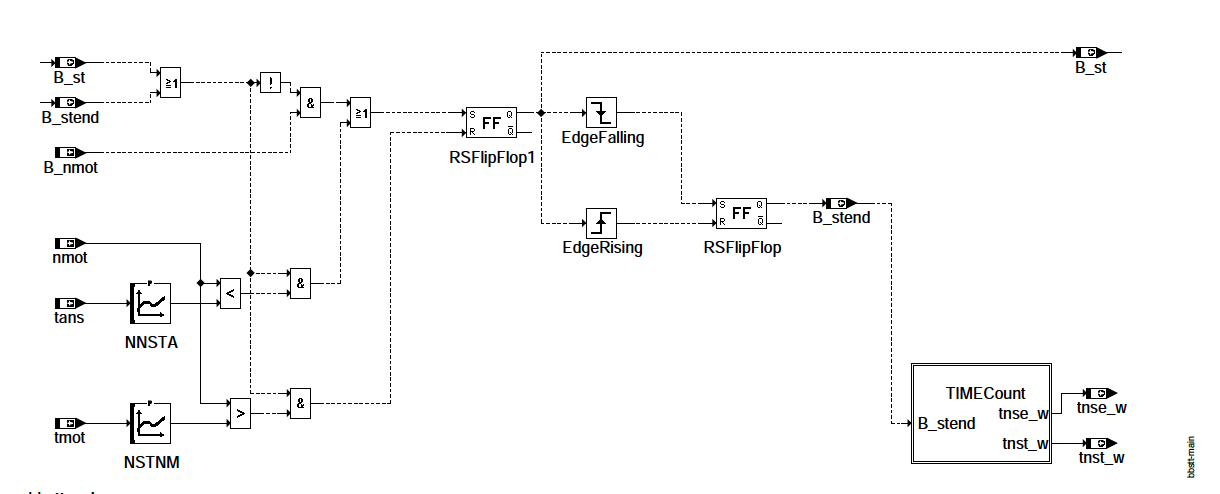 B_st
B_stend
B_nmot
≥1
!
&
≥1
S Q
FF
R Q̅
RSFlipFlop1
B_st
EdgeFalling
EdgeRising
S Q
FF
R Q̅
RSFlipFlop
B_stend
nmot
tans
P
NNSTA
<
&
tmot
P
NSTNM
>
&
TIMECount
B_stend
tnse_w
tnst_w
tnse_w
tnst_w
bbstt-main